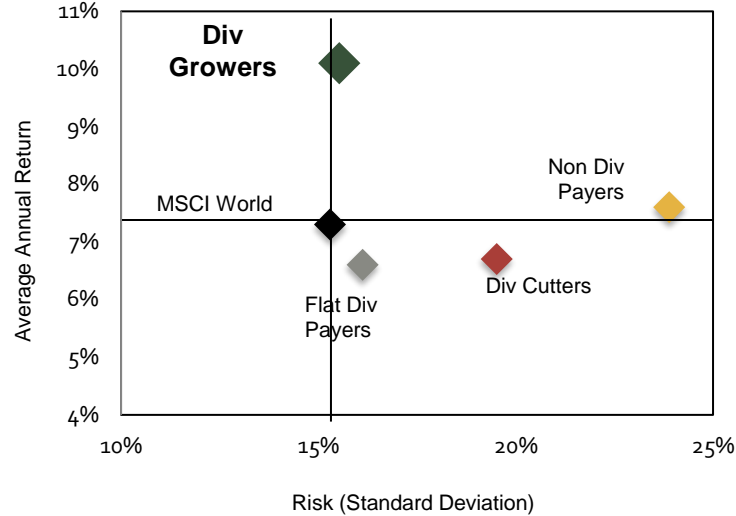 11%
Div
Growers
10%
9%
Non Div
Payers
8%
MSCI World
7%
Div Cutters
6%
Flat Div
Payers
5%
4%
10%
15%
20%
25%
Average Annual Return
Risk (Standard Deviation)